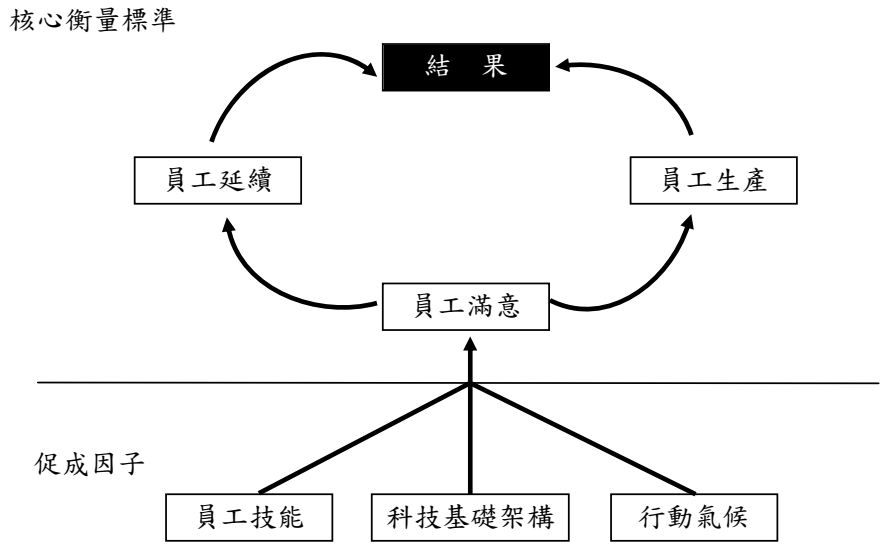 核心衡量標準
結 果
員工延續
員工生產
員工滿意
促成因子
員工技能
科技基礎架構
行動氣候